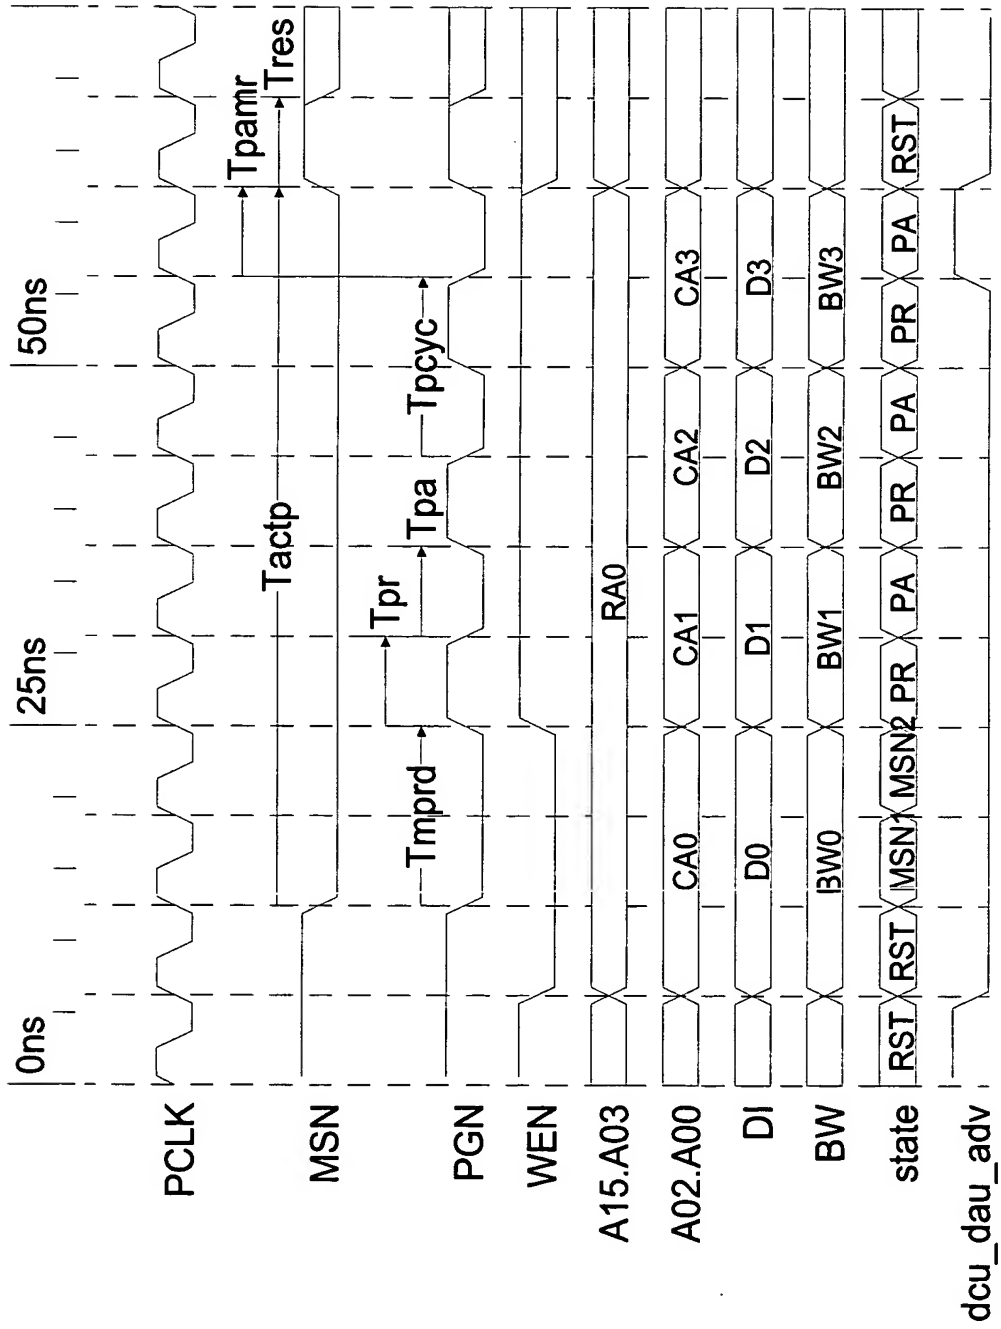 0ns 25ns 50ns
PCLK
Tpamr
MSN Tactp Tres
Tpr
PGN Tmprd Tpa Tpcyc
WEN
A15.A03 RA0
A02.A00 CA0 CA1 CA2 CA3
DI D0 D1 D2 D3
BW BW0 BW1 BW2 BW3
state RST RST MSN1 MSN2 PR PA PR PA PR PA RST
dcu_dau_adv